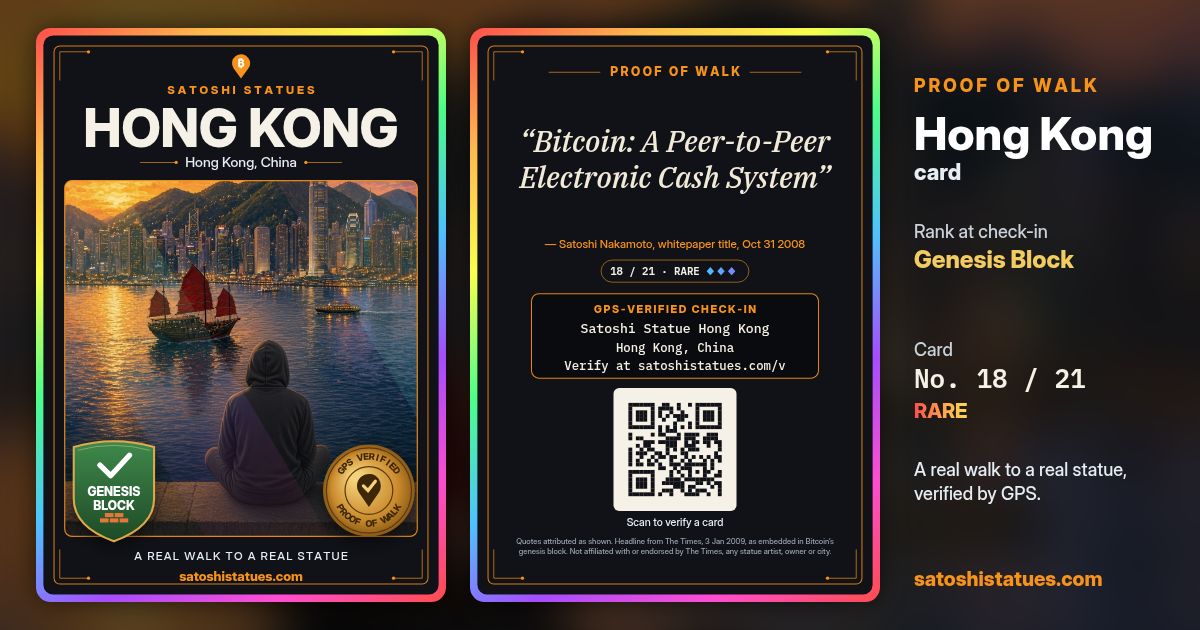 SATOSHI STATUES
HONG KONG
Hong Kong, China
GENESIS
BLOCK
GPS VERIFIED
PROOF OF WALK
A REAL WALK TO A REAL STATUE
satoshistatues.com
PROOF OF WALK
“Bitcoin: A Peer-to-Peer
Electronic Cash System”
— Satoshi Nakamoto, whitepaper title, Oct 31 2008
18 / 21 · RARE
GPS-VERIFIED CHECK-IN
Satoshi Statue Hong Kong
Hong Kong, China
Verify at satoshistatues.com/v
Scan to verify a card
Quotes attributed as shown. Headline from The Times, 3 Jan 2009, as embedded in Bitcoin's
genesis block. Not affiliated with or endorsed by The Times, any statue artist, owner or city.
PROOF OF WALK
Hong Kong
card
Rank at check-in
Genesis Block
Card
No. 18 / 21
RARE
A real walk to a real statue,
verified by GPS.
satoshistatues.com